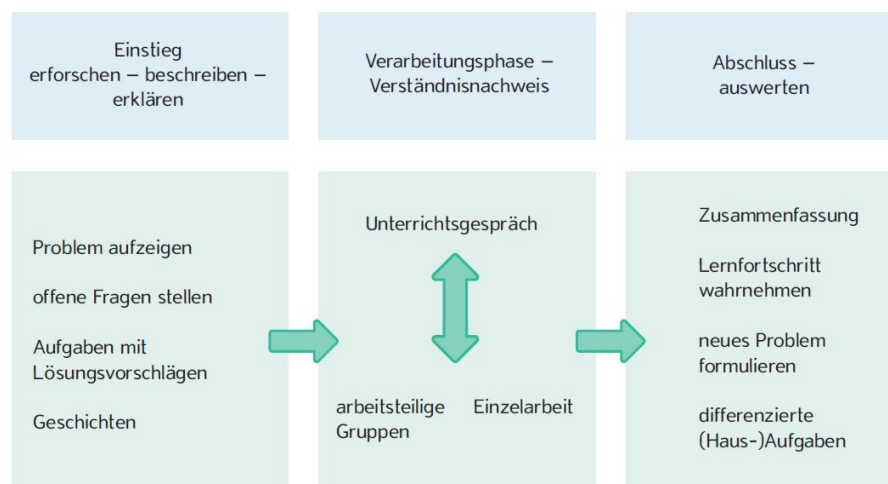 Einstieg
erforschen – beschreiben –
erklären
Verarbeitungsphase –
Verständnisnachweis
Abschluss –
auswerten
Problem aufzeigen
offene Fragen stellen
Aufgaben mit
Lösungsvorschlägen
Geschichten
Unterrichtsgespräch
arbeitsteilige
Gruppen
Einzelarbeit
Zusammenfassung
Lernfortschritt
wahrnehmen
neues Problem
formulieren
differenzierte
(Haus-)Aufgaben